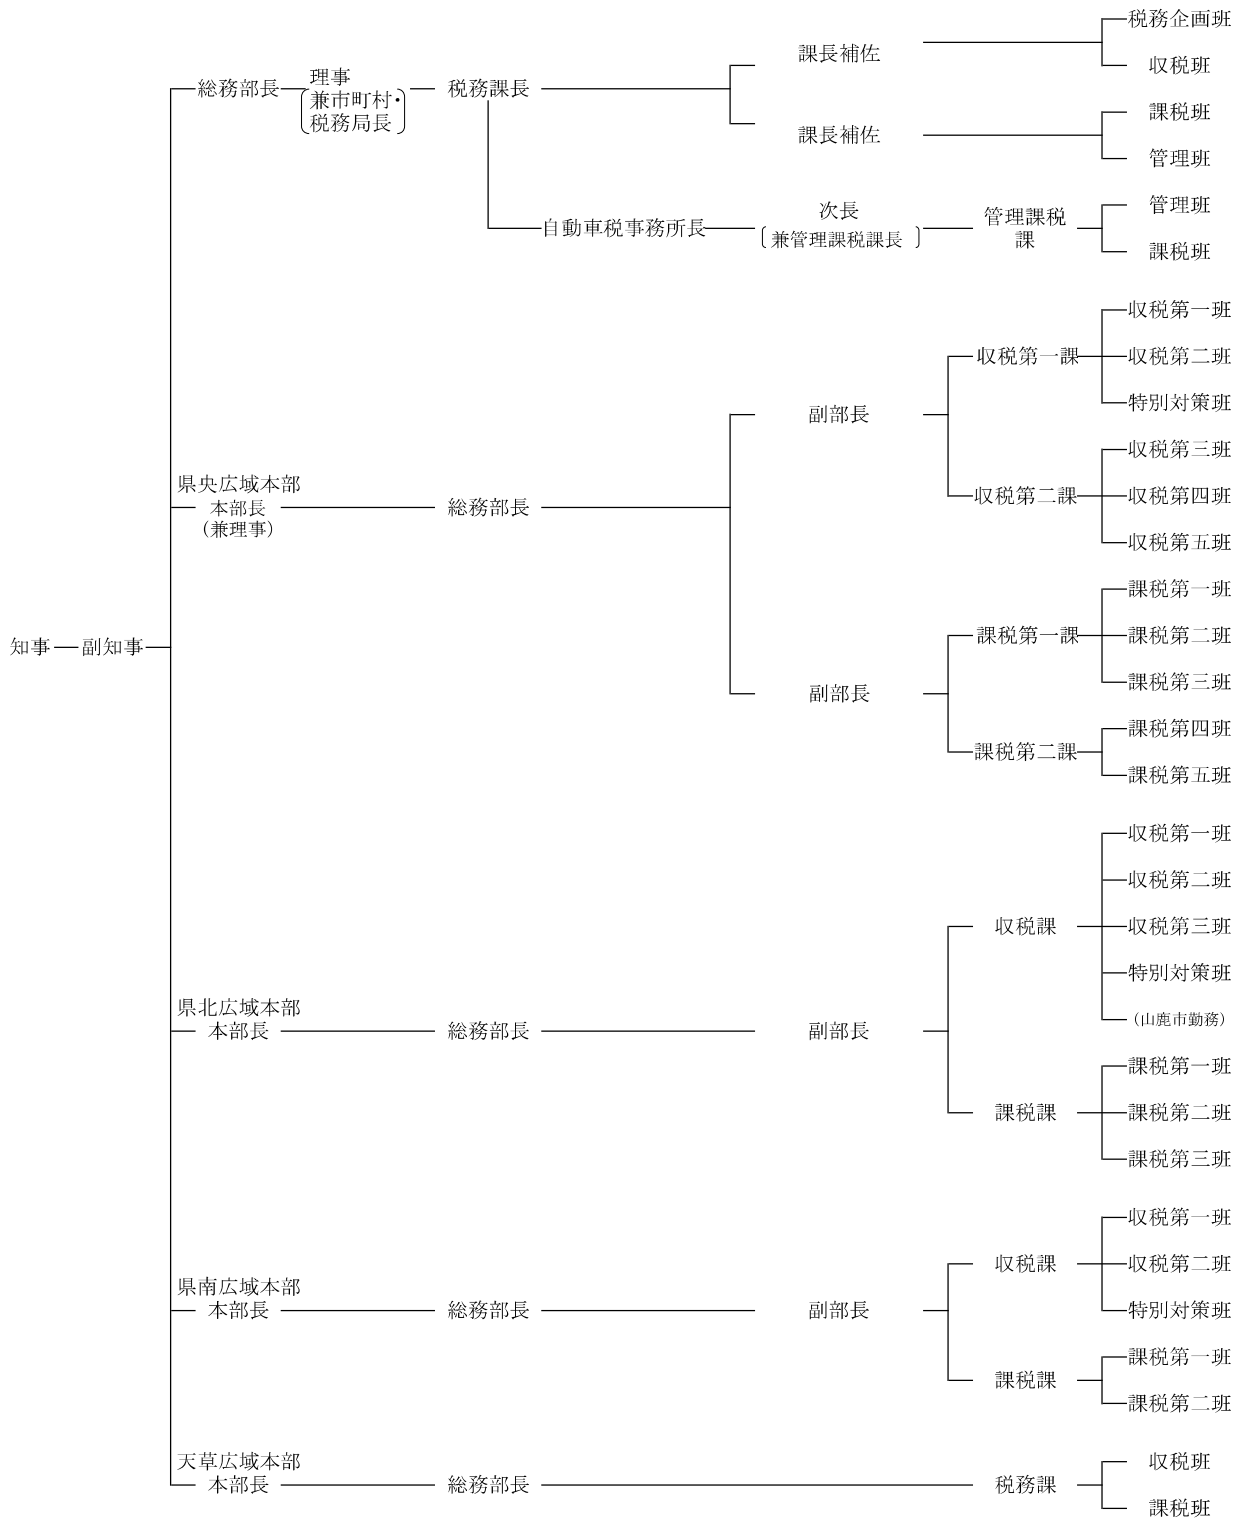 知事
副知事
総務部長
理事
兼市町村・
税務局長
税務課長
課長補佐
税務企画班
収税班
課長補佐
課税班
管理班
自動車税事務所長
次長
兼管理課税課長
管理課税
課
管理班
課税班
県央広域本部
本部長
(兼理事)
総務部長
副部長
収税第一課
収税第一班
収税第二班
特別対策班
収税第二課
収税第三班
収税第四班
収税第五班
副部長
課税第一課
課税第一班
課税第二班
課税第三班
課税第二課
課税第四班
課税第五班
県北広域本部
本部長
総務部長
副部長
収税課
収税第一班
収税第二班
収税第三班
特別対策班
(山鹿市勤務)
課税課
課税第一班
課税第二班
課税第三班
県南広域本部
本部長
総務部長
副部長
収税課
収税第一班
収税第二班
特別対策班
課税課
課税第一班
課税第二班
天草広域本部
本部長
総務部長
税務課
収税班
課税班